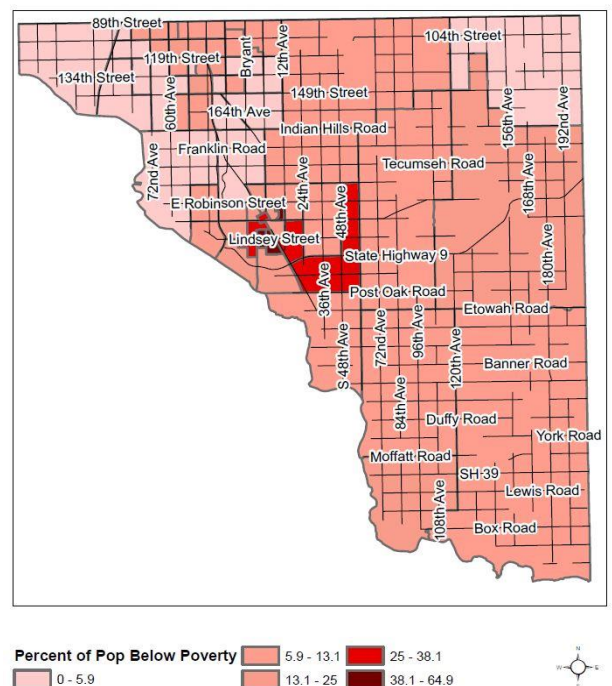 89th Street
104th Street
119th Street
Bryant
12th Ave
134th Street
60th Ave
149th Street
164th Ave
156th Ave
192nd Ave
Indian Hills Road
Franklin Road
Tecumseh Road
72nd Ave
168th Ave
24th Ave
E Robinson Street
48th Ave
Lindsey Street
State Highway 9
180th Ave
36th Ave
Post Oak Road
Etowah Road
S 48th Ave
72nd Ave
96th Ave
120th Ave
Banner Road
84th Ave
Duffy Road
York Road
Moffatt Road
SH 39
Lewis Road
108th Ave
Box Road
Percent of Pop Below Poverty
5.9 - 13.1
25 - 38.1
0 - 5.9
13.1 - 25
38.1 - 64.9
N
W
E